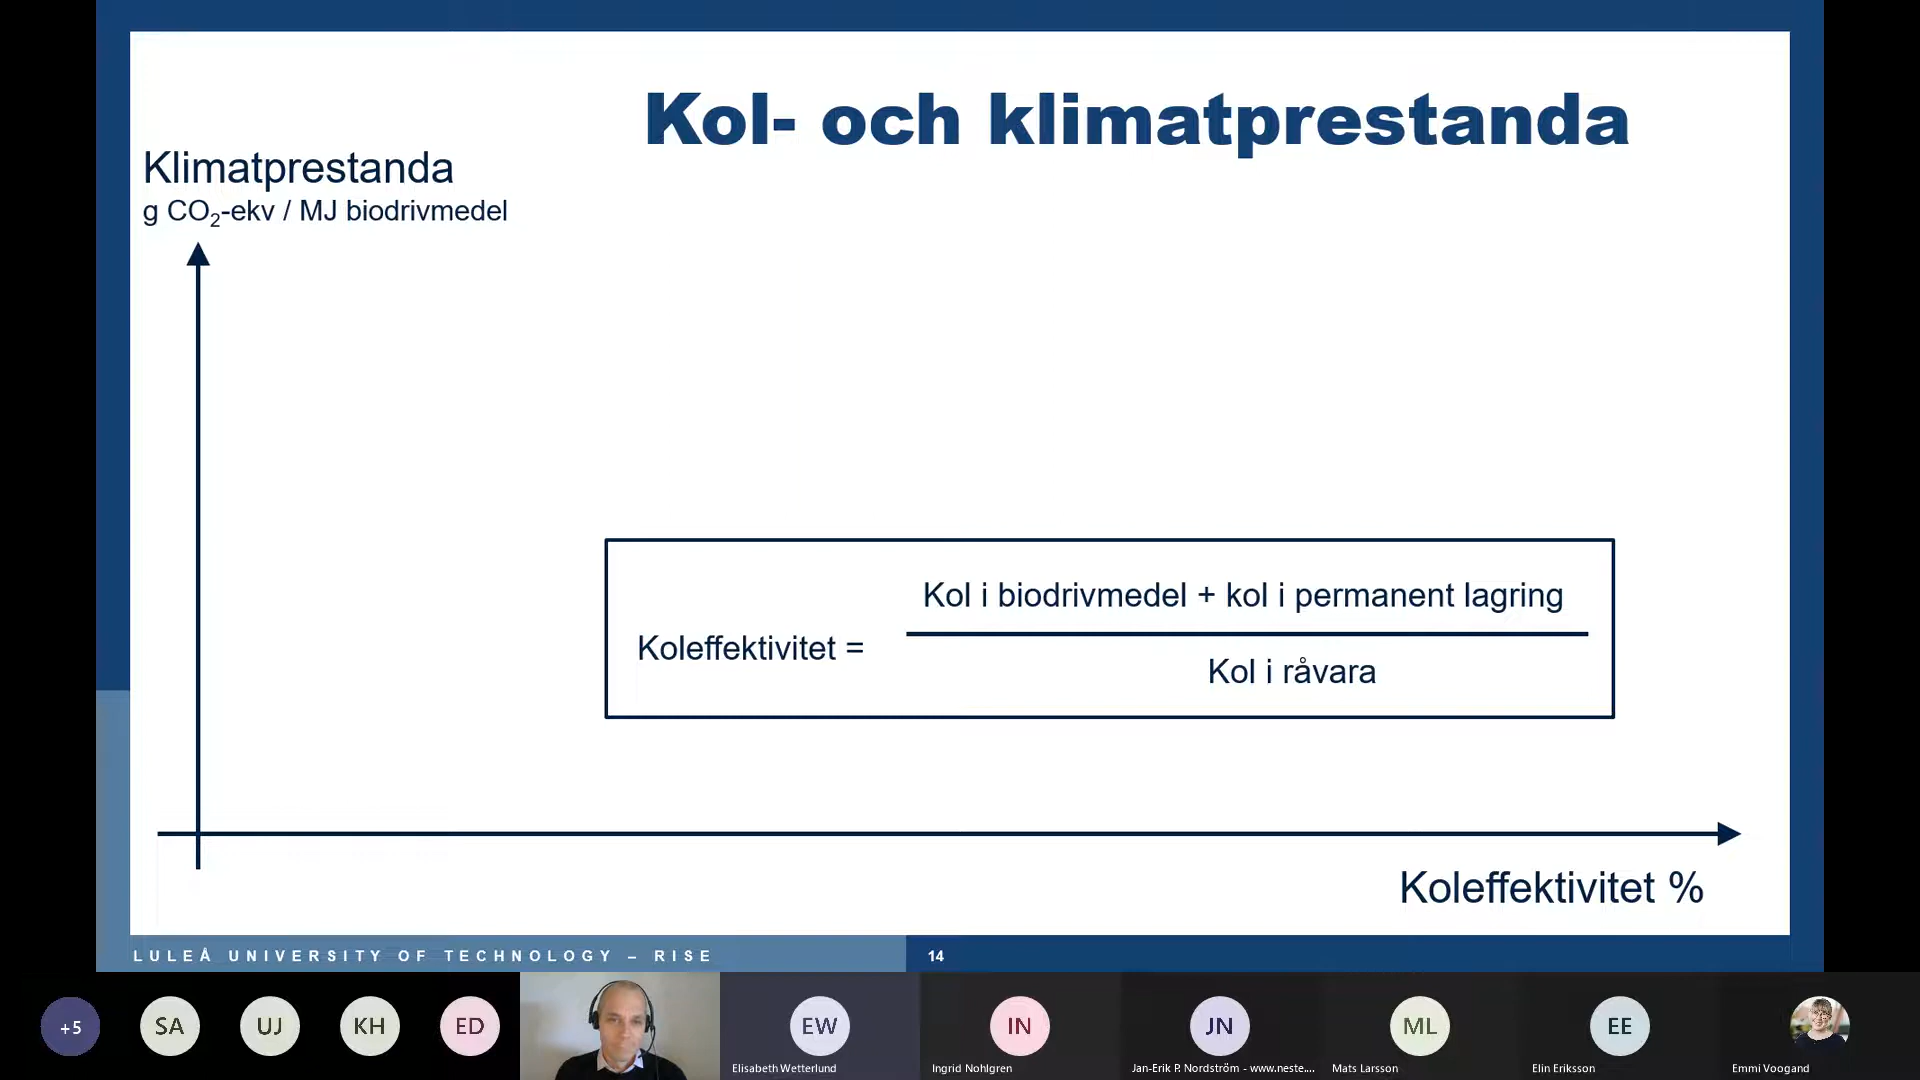 Kol- och klimatprestanda
Klimatprestanda
g CO₂-ekv / MJ biodrivmedel
Koleffektivitet =
Kol i biodrivmedel + kol i permanent lagring
Kol i råvara
Koleffektivitet %
LULEÅ UNIVERSITY OF TECHNOLOGY – RISE
14
+5
SA
UJ
KH
ED
EW
IN
JN
ML
EE
Elisabeth Wetterlund
Ingrid Nohlgren
Jan-Erik P. Nordström - www.neste....
Mats Larsson
Elin Eriksson
Emmi Voogand